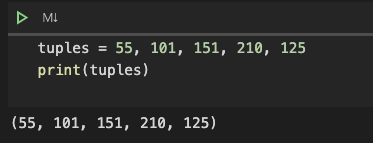 M↓
tuples = 55, 101, 151, 210, 125
print(tuples)
(55, 101, 151, 210, 125)